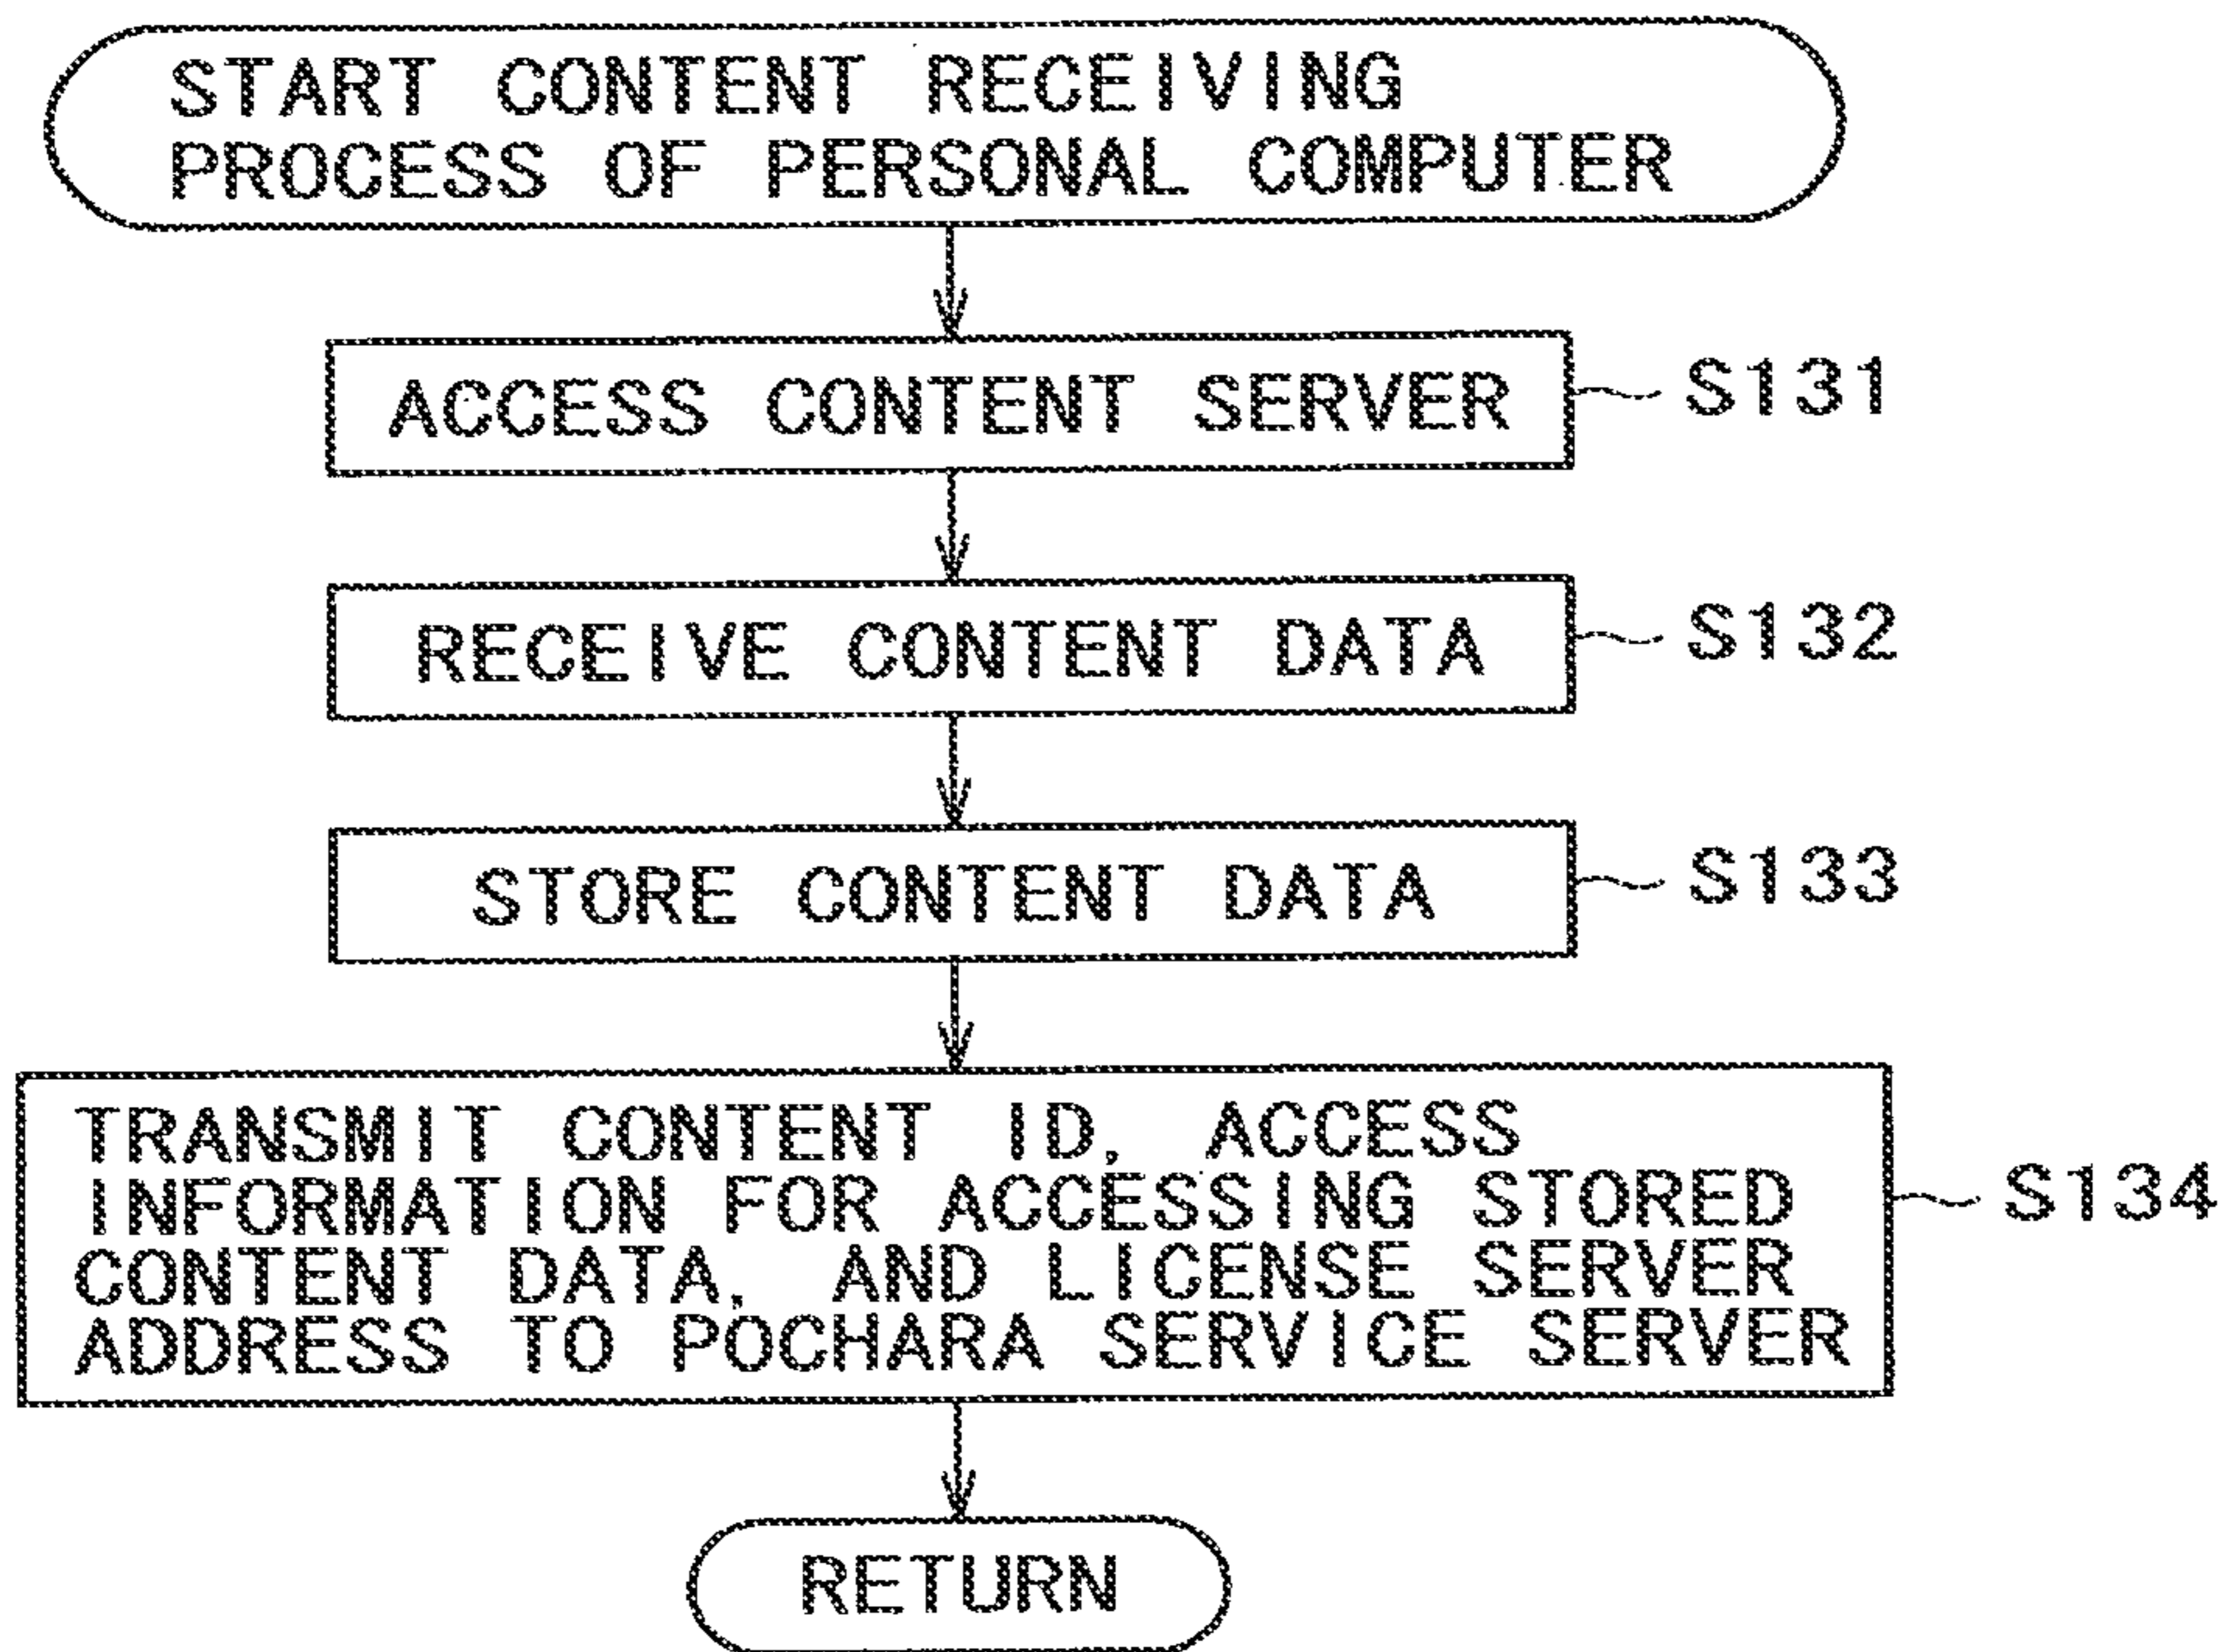 START CONTENT RECEIVING
PROCESS OF PERSONAL COMPUTER
ACCESS CONTENT SERVER
S131
RECEIVE CONTENT DATA
S132
STORE CONTENT DATA
S133
TRANSMIT CONTENT ID, ACCESS
INFORMATION FOR ACCESSING STORED
CONTENT DATA, AND LICENSE SERVER
ADDRESS TO POCHARA SERVICE SERVER
S134
RETURN